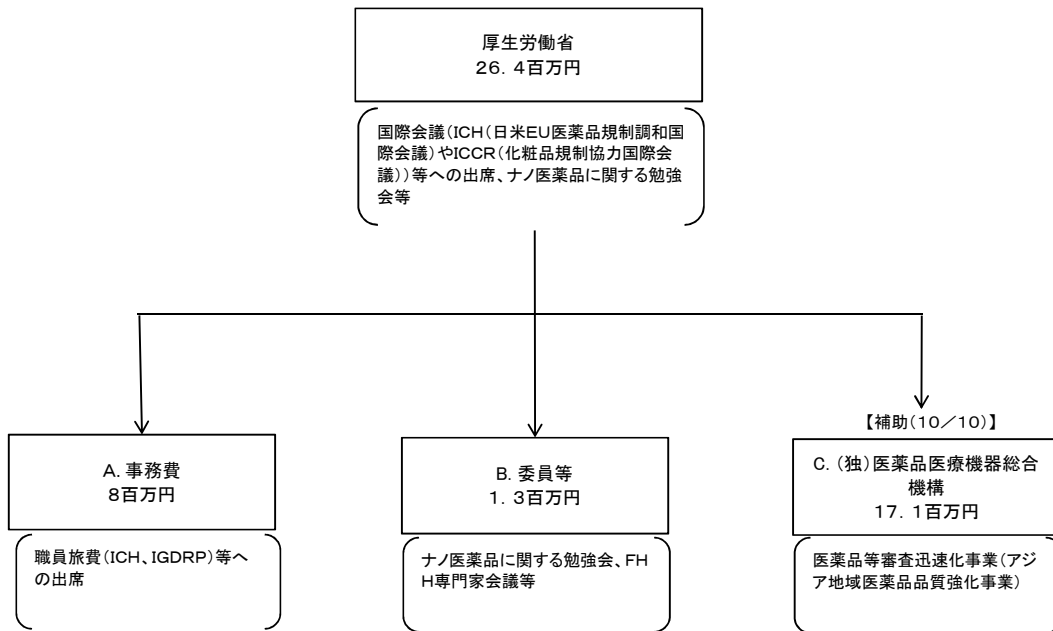 厚生労働省
26．4百万円
国際会議（ICH（日米EU医薬品規制調和国
際会議）やICCR（化粧品規制協力国際会
議））等への出席、ナノ医薬品に関する勉強
会等
A．事務費
8百万円
職員旅費（ICH、IGDRP）等へ
の出席
B．委員等
1．3百万円
ナノ医薬品に関する勉強会、FH
H専門家会議等
【補助（10／10）】
C．（独）医薬品医療機器総合
機構
17．1百万円
医薬品等審査迅速化事業（アジ
ア地域医薬品品質強化事業）